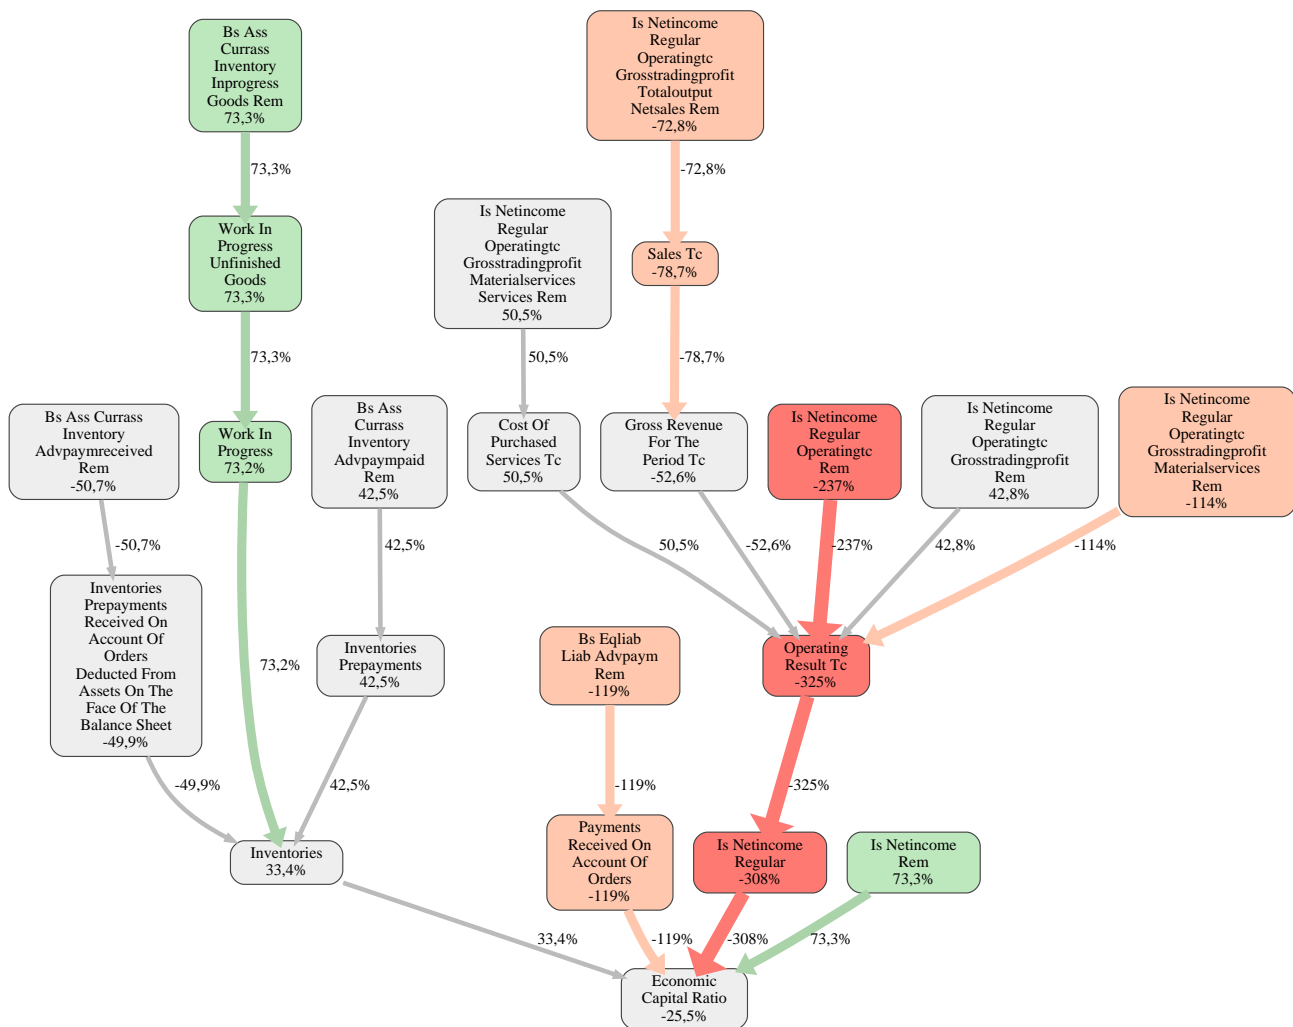 Bs Ass
Currass
Inventory
Inprogress
Goods Rem
73,3%
Is Netincome
Regular
Operatingtc
Grosstradingprofit
Totaloutput
Netsales Rem
-72,8%
73,3%
-72,8%
Work In
Progress
Unfinished
Goods
73,3%
Is Netincome
Regular
Operatingtc
Grosstradingprofit
Materialservices
Services Rem
50,5%
Sales Tc
-78,7%
73,3%
50,5%
-78,7%
Bs Ass Currass
Inventory
Advpaymreceived
Rem
-50,7%
Work In
Progress
73,2%
Bs Ass
Currass
Inventory
Advpaympaid
Rem
42,5%
Cost Of
Purchased
Services Tc
50,5%
Gross Revenue
For The
Period Tc
-52,6%
Is Netincome
Regular
Operatingtc
Rem
-237%
Is Netincome
Regular
Operatingtc
Grosstradingprofit
Rem
42,8%
Is Netincome
Regular
Operatingtc
Grosstradingprofit
Materialservices
Rem
-114%
-50,7%
42,5%
50,5%
-52,6%
-237%
42,8%
-114%
Inventories
Prepayments
Received On
Account Of
Orders
Deducted From
Assets On The
Face Of The
Balance Sheet
-49,9%
73,2%
Inventories
Prepayments
42,5%
Bs Eqliab
Liab Advpaym
Rem
-119%
Operating
Result Tc
-325%
-49,9%
42,5%
-119%
-325%
Inventories
33,4%
Payments
Received On
Account Of
Orders
-119%
Is Netincome
Regular
-308%
Is Netincome
Rem
73,3%
33,4%
-119%
-308%
73,3%
Economic
Capital Ratio
-25,5%